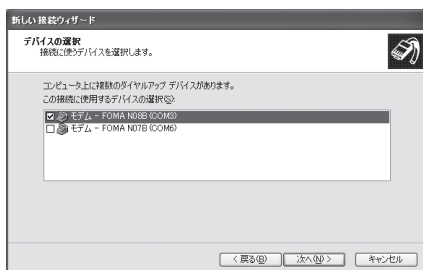 新しい接続ウィザード
デバイスの選択
接続に使うデバイスを選択します。
コンピュータ上に複数のダイヤルアップ デバイスがあります。
この接続に使用するデバイスの選択(S):
モデム - FOMA N08B (COM3)
モデム - FOMA N07B (COM6)
< 戻る(B)
次へ(N) >
キャンセル